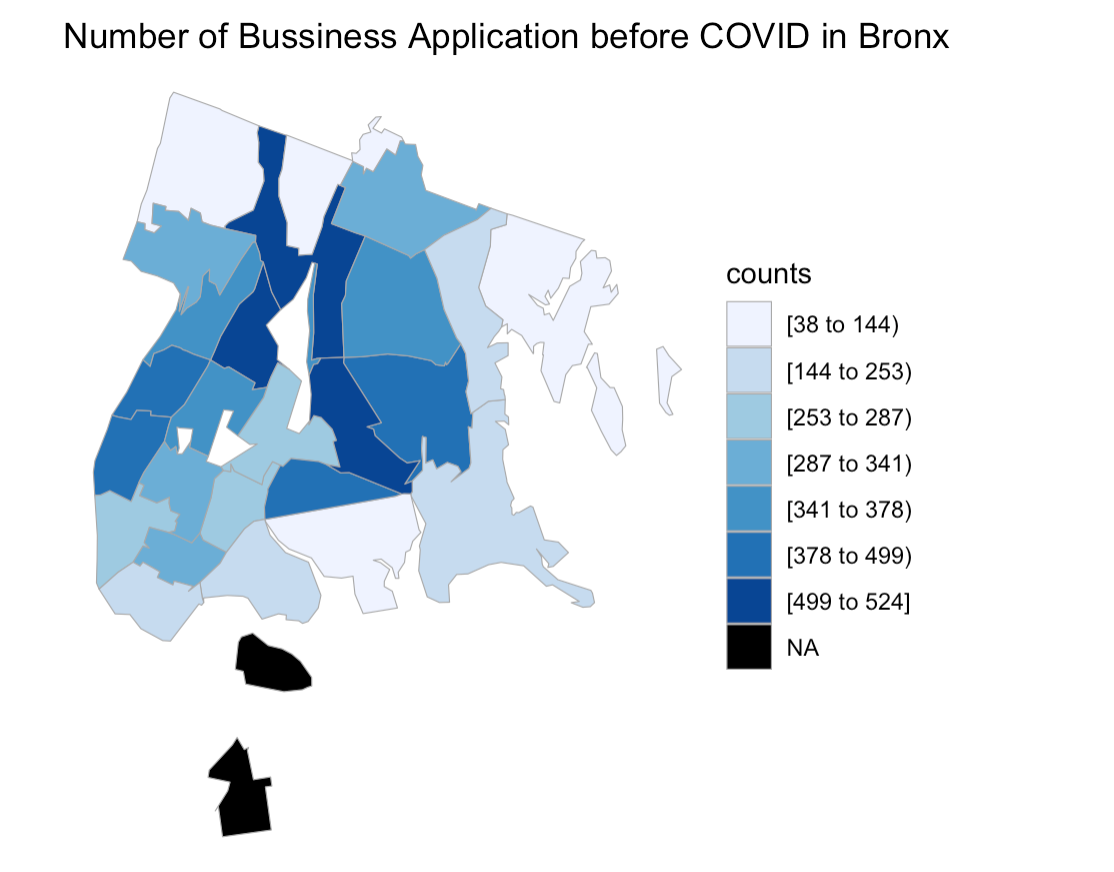 Number of Bussiness Application before COVID in Bronx
counts
[38 to 144)
[144 to 253)
[253 to 287)
[287 to 341)
[341 to 378)
[378 to 499)
[499 to 524]
NA